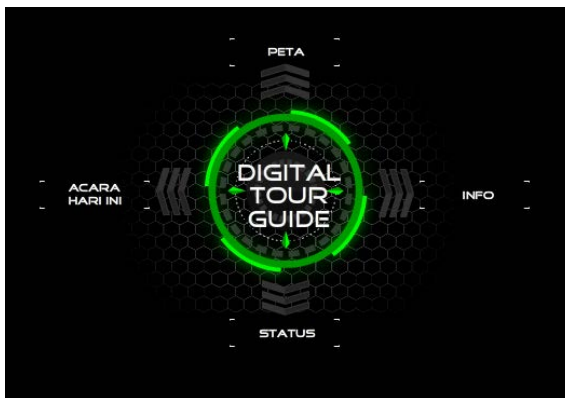 PETA
ACARA
HARI INI
DIGITAL
TOUR
GUIDE
INFO
STATUS